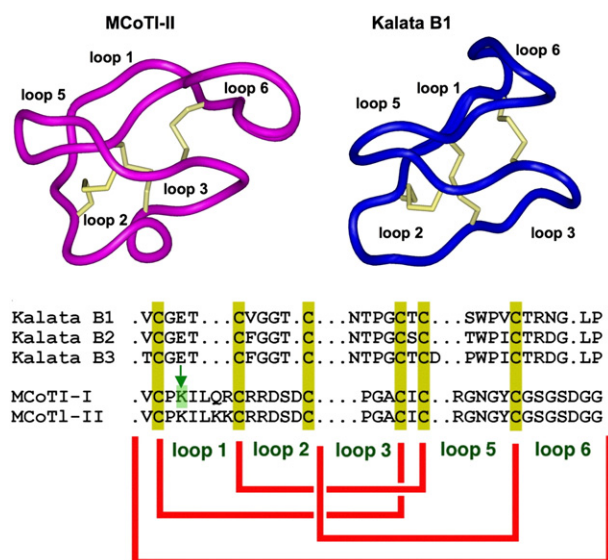 MCoTI-II
Kalata B1
loop 1
loop 5
loop 6
loop 3
loop 2
loop 6
loop 1
loop 5
loop 2
loop 3
Kalata B1 .VCGET...CVGGT.C....NTPGCTC...SWPVCTRNG.LP
Kalata B2 .VCGET...CFGGT.C....NTPGCSC...TWPICTRDG.LP
Kalata B3 .TCGET...CFGGT.C....NTPGCTCD..PWPICTRDG.LP
MCoTI-I .VCPKILQRCRRDSDC....PGACIC..RGNGYCGSGSDGG
MCoTl-II .VCPKILKKCRRDSDC....PGACIC..RGNGYCGSGSDGG
loop 1 loop 2 loop 3 loop 5 loop 6